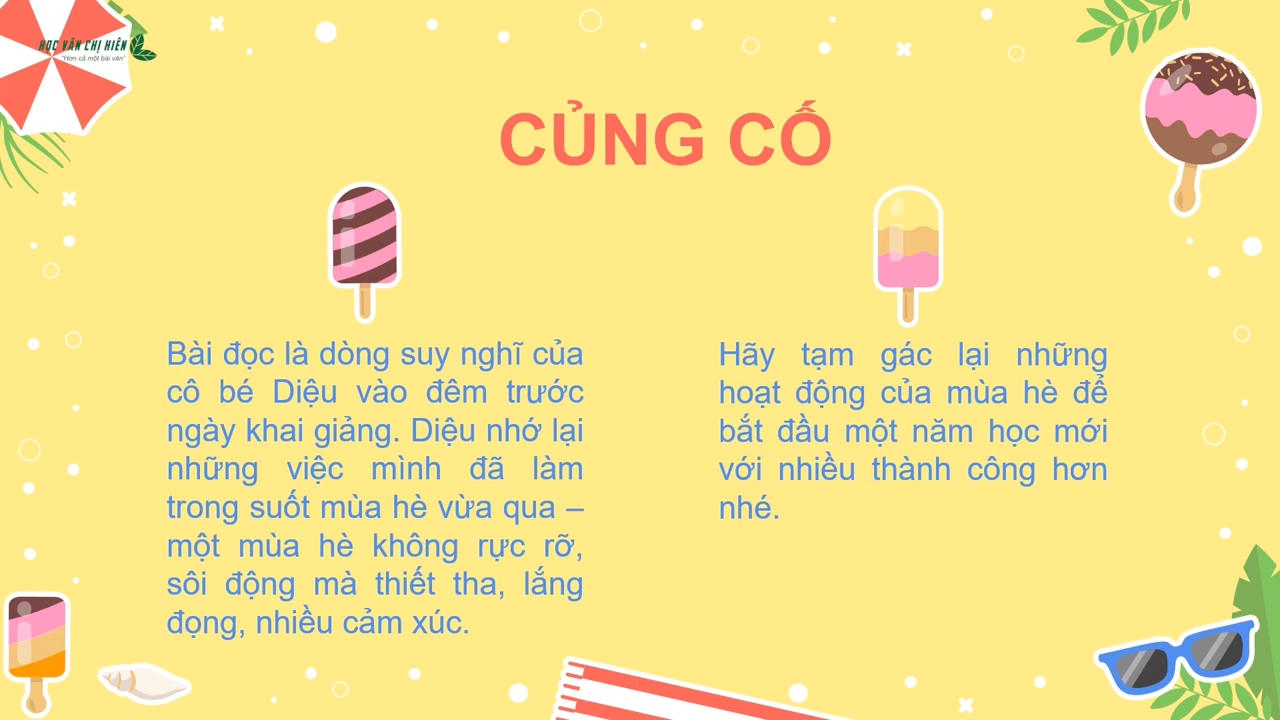 HỌC VĂN CHỊ HIÊN
"Hơn cả một bài văn"
CỦNG CỐ
Bài đọc là dòng suy nghĩ của
cô bé Diệu vào đêm trước
ngày khai giảng. Diệu nhớ lại
những việc mình đã làm
trong suốt mùa hè vừa qua –
một mùa hè không rực rỡ,
sôi động mà thiết tha, lắng
đọng, nhiều cảm xúc.
Hãy tạm gác lại những
hoạt động của mùa hè để
bắt đầu một năm học mới
với nhiều thành công hơn
nhé.